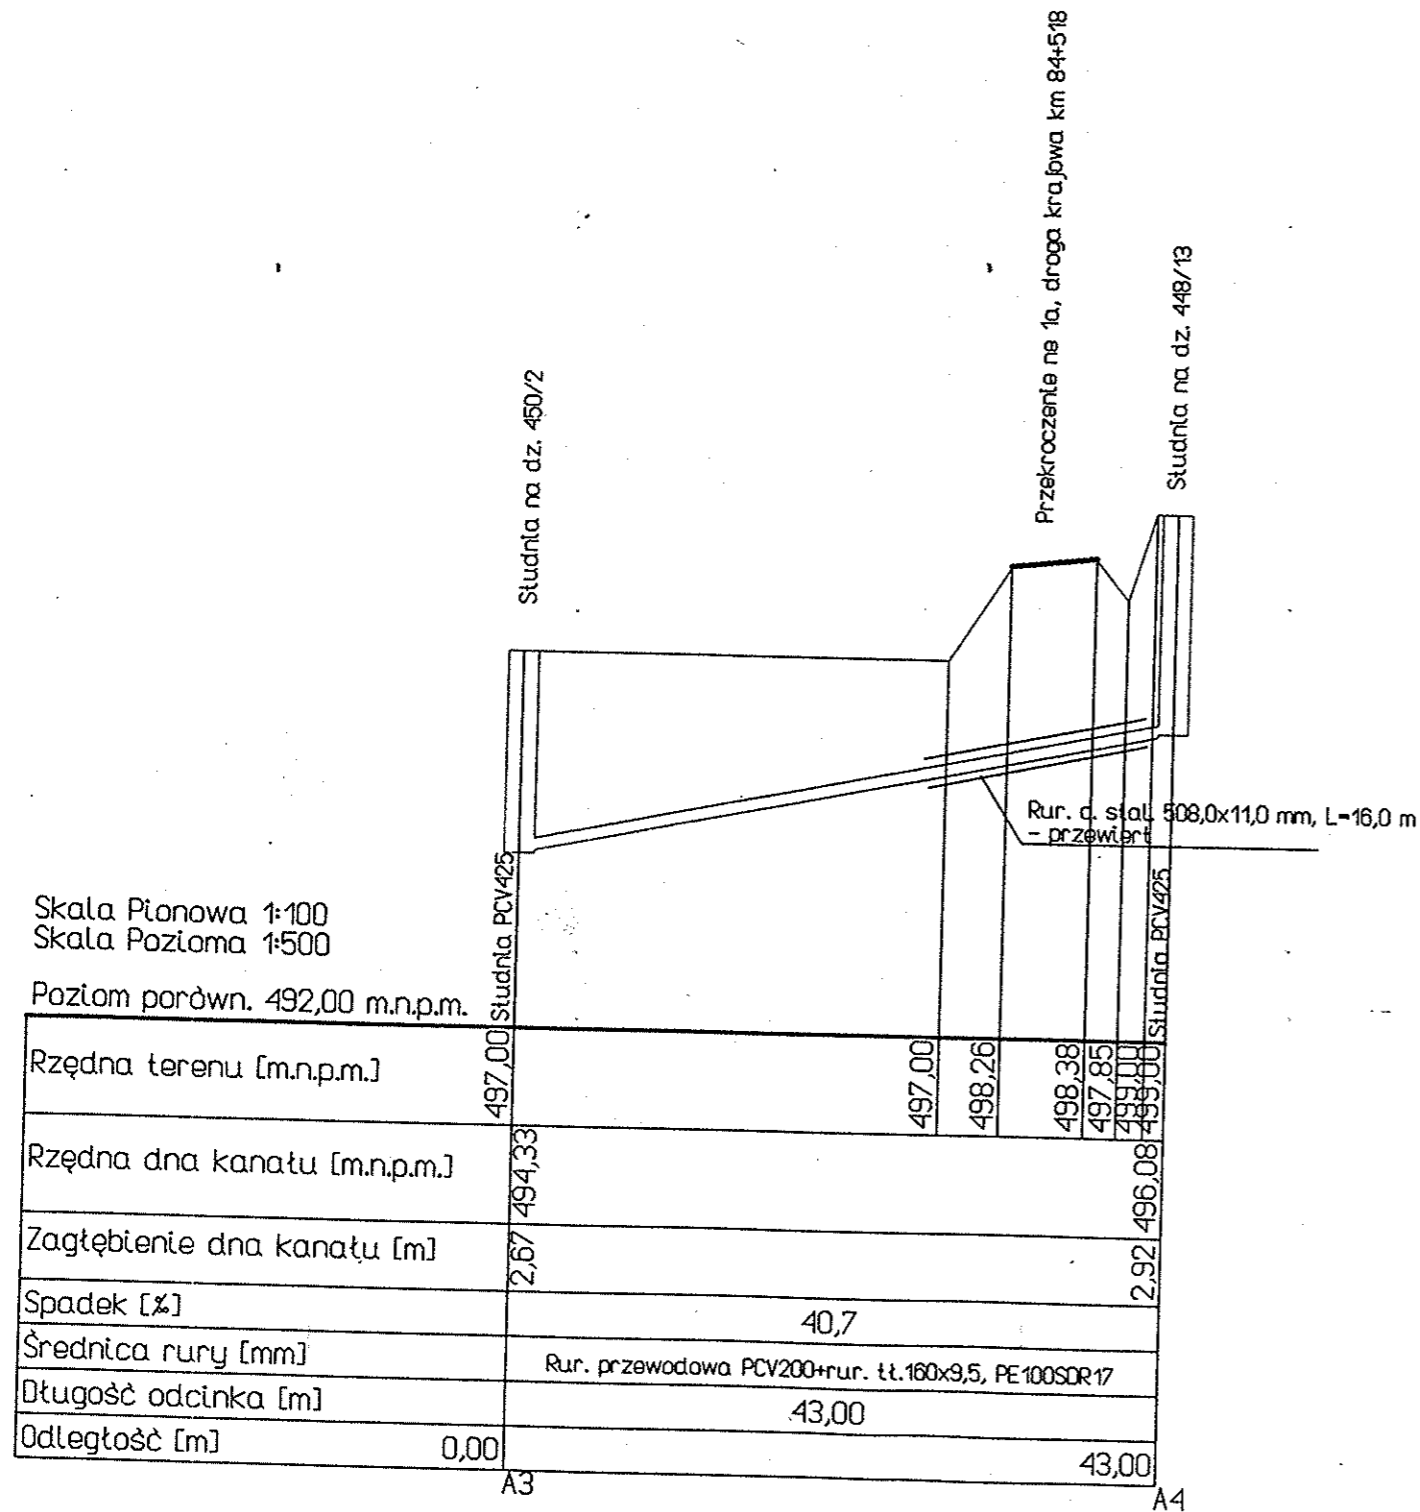 Przekroczenie ne 1a, droga krajowa km 84+518
Studnia na dz. 448/13
Studnia na dz. 450/2
Rur. o. stal. 508,0x11,0 mm, L=16,0 m
- przewiert
Skala Pionowa 1:100
Skala Pozioma 1:500
Poziom porówn. 492,00 m.n.p.m.
Studnia PCV425
Studnia PCV425
Rzędna terenu [m.n.p.m.] 497,00 497,00 498,26 498,38 497,85 499,00 499,00
Rzędna dna kanału [m.n.p.m.] 494,33 496,08
Zagłębienie dna kanału [m] 2,67 2,92
Spadek [%] 40,7
Średnica rury [mm] Rur. przewodowa PCV200+rur. tł.160x9,5, PE100SDR17
Długość odcinka [m] 43,00
Odległość [m] 0,00 43,00
A3 A4